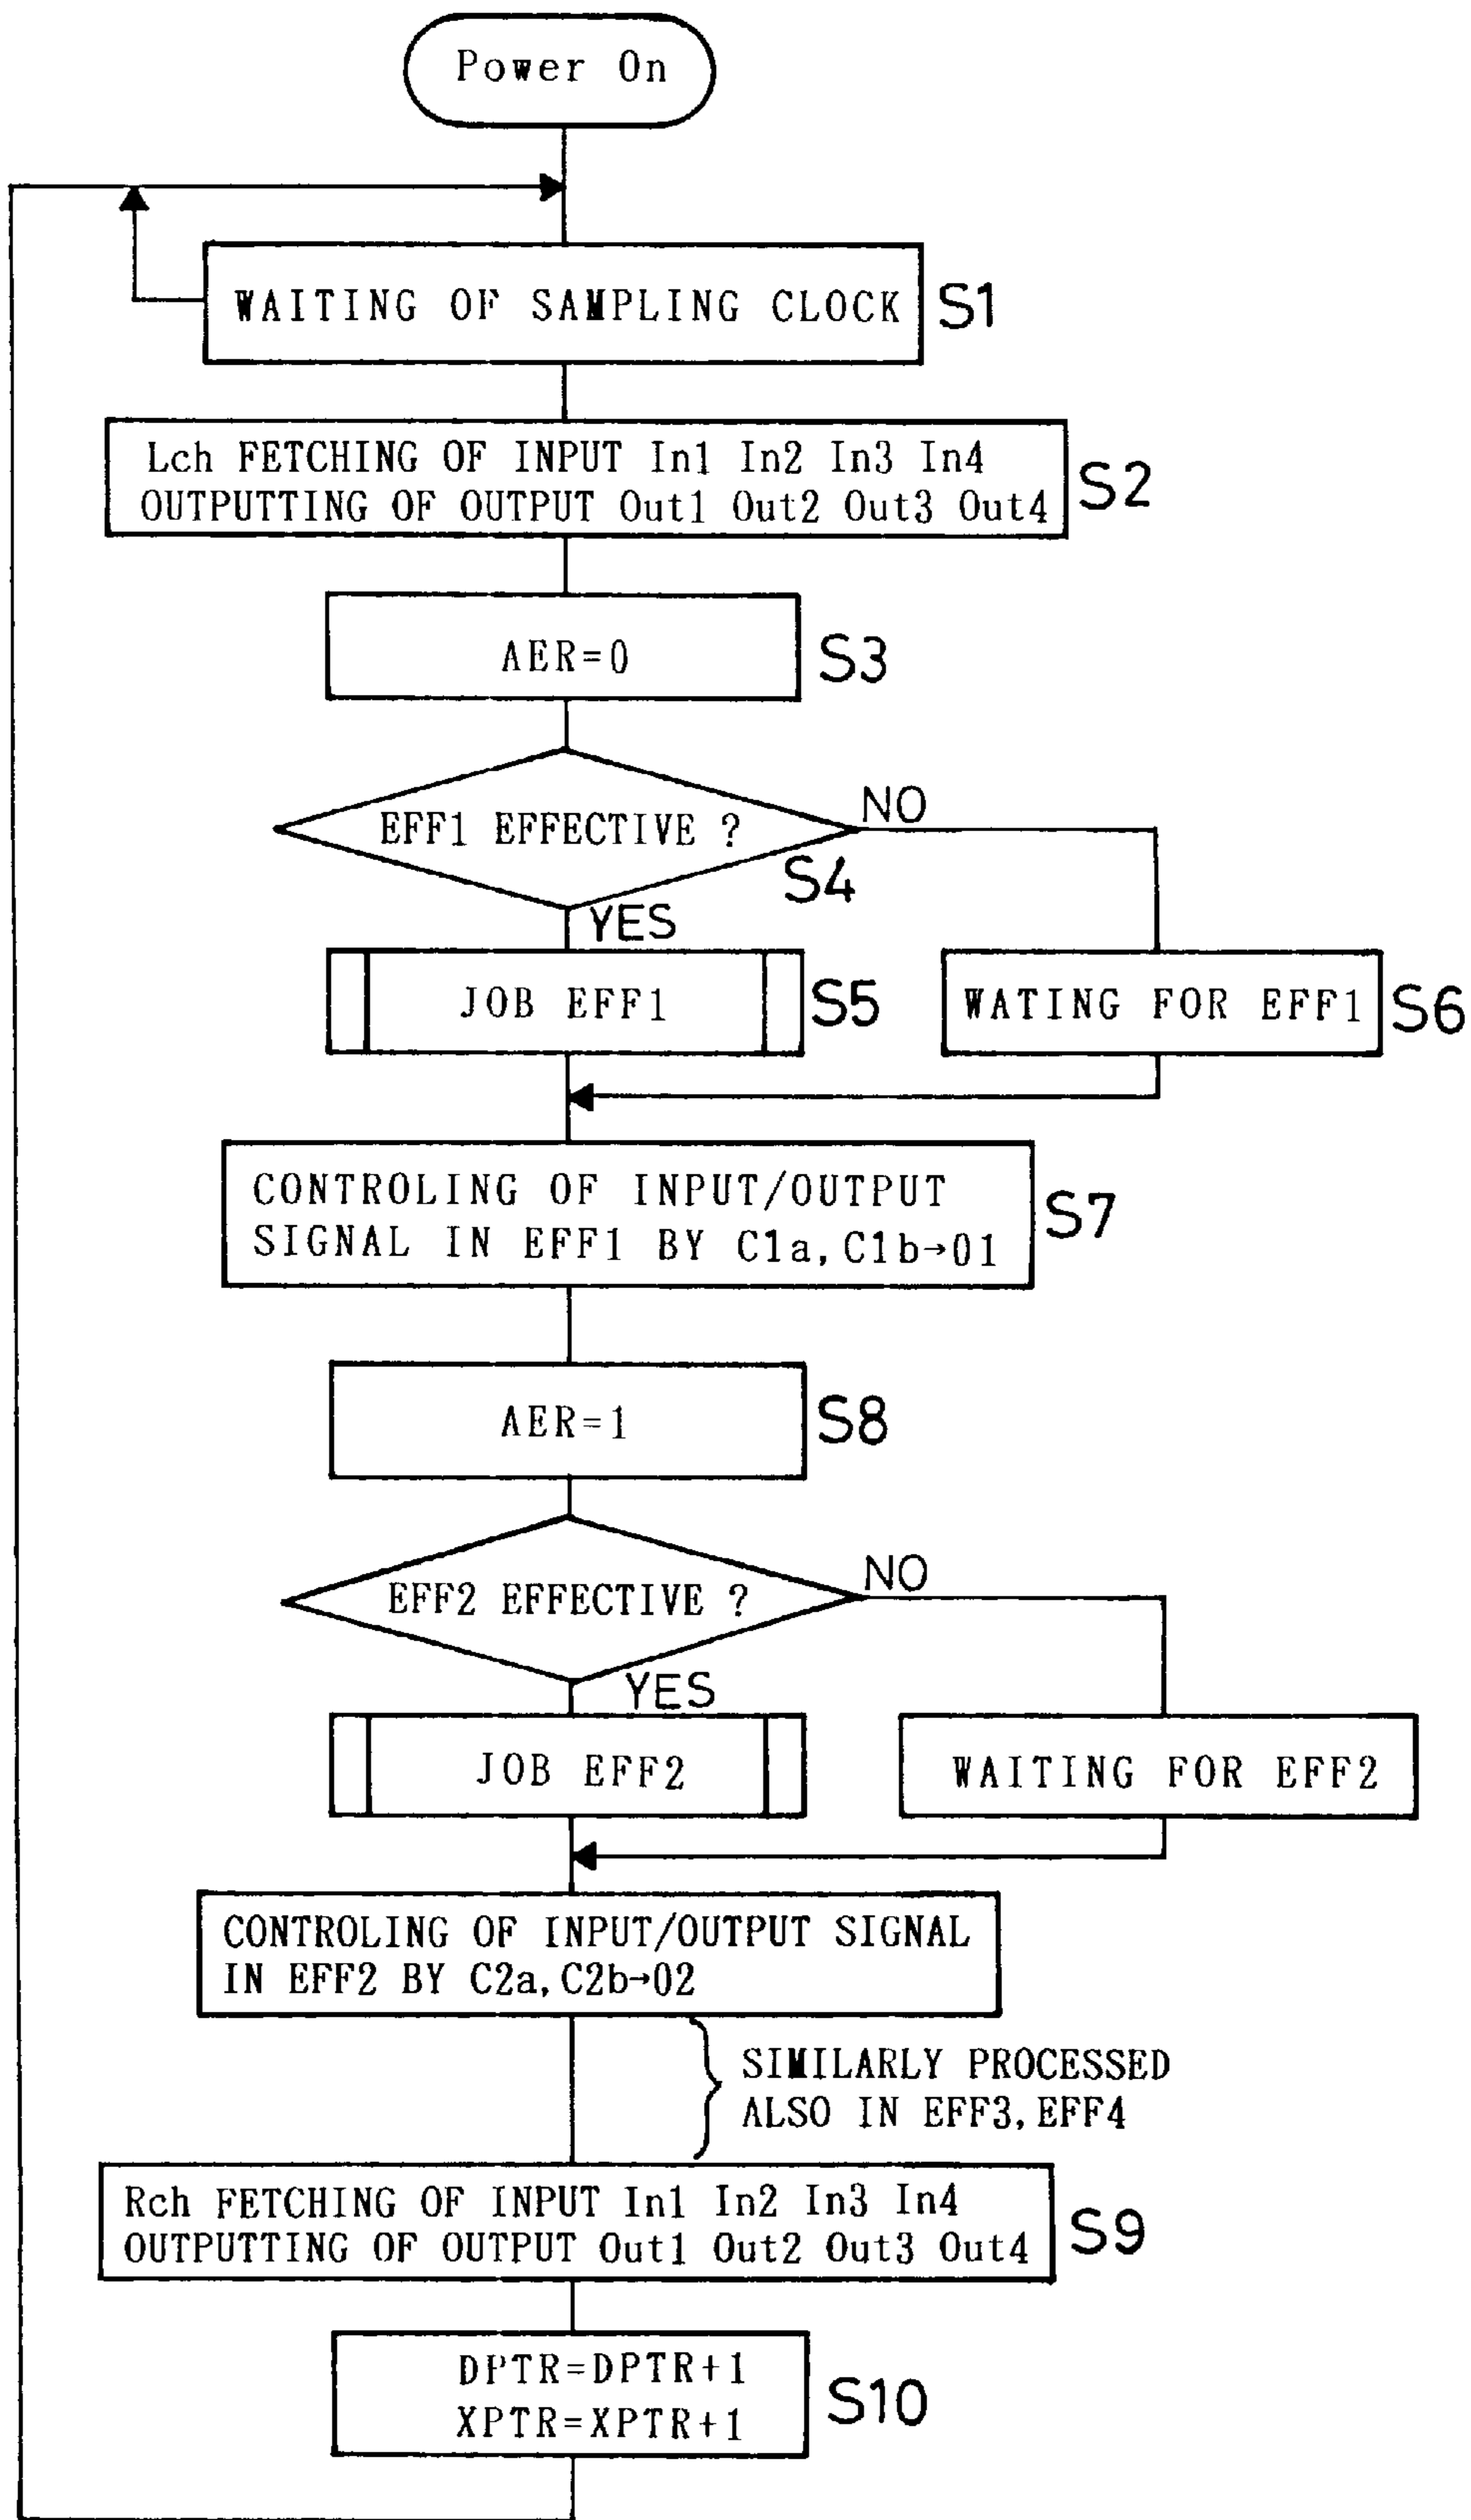 Power On
WAITING OF SAMPLING CLOCK
S1
Lch FETCHING OF INPUT In1 In2 In3 In4
OUTPUTTING OF OUTPUT Out1 Out2 Out3 Out4
S2
AER=0
S3
EFF1 EFFECTIVE ?
NO
S4
YES
JOB EFF1
S5
WATING FOR EFF1
S6
CONTROLING OF INPUT/OUTPUT
SIGNAL IN EFF1 BY C1a,C1b→01
S7
AER=1
S8
EFF2 EFFECTIVE ?
NO
YES
JOB EFF2
WAITING FOR EFF2
CONTROLING OF INPUT/OUTPUT SIGNAL
IN EFF2 BY C2a,C2b→02
SIMILARLY PROCESSED
ALSO IN EFF3,EFF4
Rch FETCHING OF INPUT In1 In2 In3 In4
OUTPUTTING OF OUTPUT Out1 Out2 Out3 Out4
S9
DPTR=DPTR+1
XPTR=XPTR+1
S10